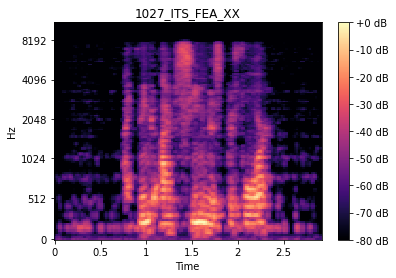 1027_ITS_FEA_XX
+0 dB
8192
-10 dB
4096
-20 dB
-30 dB
2048
Hz
-40 dB
1024
-50 dB
512
-60 dB
-70 dB
0
-80 dB
0 0.5 1 1.5 2 2.5
Time